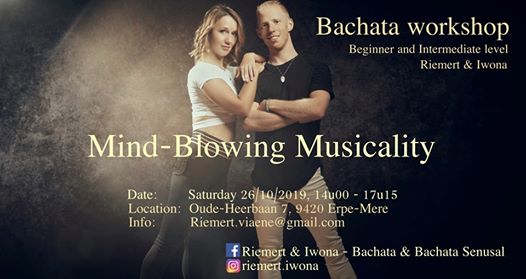 Bachata workshop
Beginner and Intermediate level
Riemert & Iwona
Mind-Blowing Musicality
Date: Saturday 26/10/2019, 14u00 - 17u15
Location: Oude-Heerbaan 7, 9420 Erpe-Mere
Info: Riemert.viaene@gmail.com
Riemert & Iwona - Bachata & Bachata Senusal
riemert.iwona